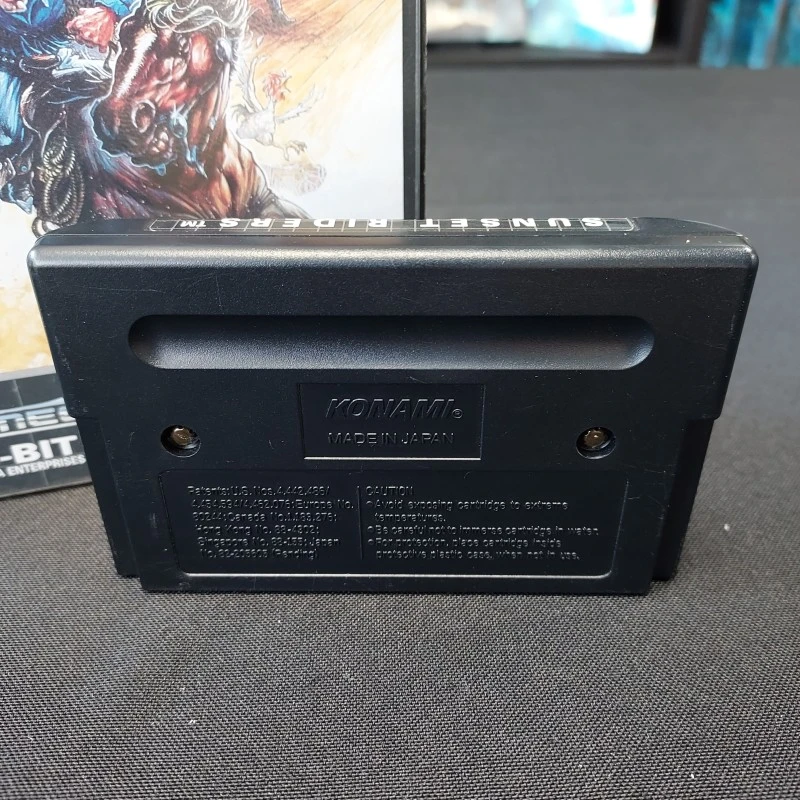 SUNSET RIDERS™
KONAMI®
MADE IN JAPAN
Patents: U.S. Nos. 4,442,486/
4,454,594/4,462,076; Europe No.
80244; Canada No. 1,183,276;
Hong Kong No. 88-4302;
Singapore No. 88-155; Japan
No. 82-205605 (Pending)
CAUTION
• Avoid exposing cartridge to extreme
temperatures.
• Be careful not to immerse cartridge in water.
• For protection, place cartridge inside
protective plastic case, when not in use.
-BIT
A ENTERPRISES